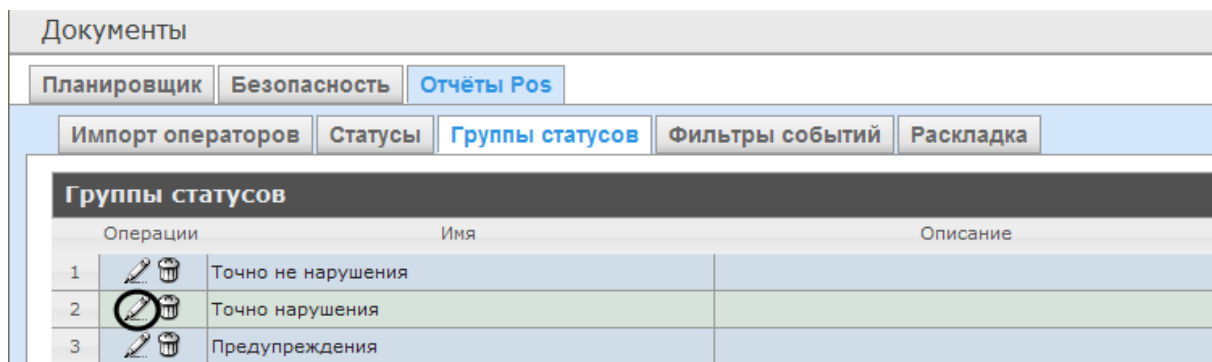 Документы
Планировщик Безопасность Отчёты Pos
Импорт операторов Статусы Группы статусов Фильтры событий Раскладка
Группы статусов
Операции Имя Описание
1 Точно не нарушения
2 Точно нарушения
3 Предупреждения